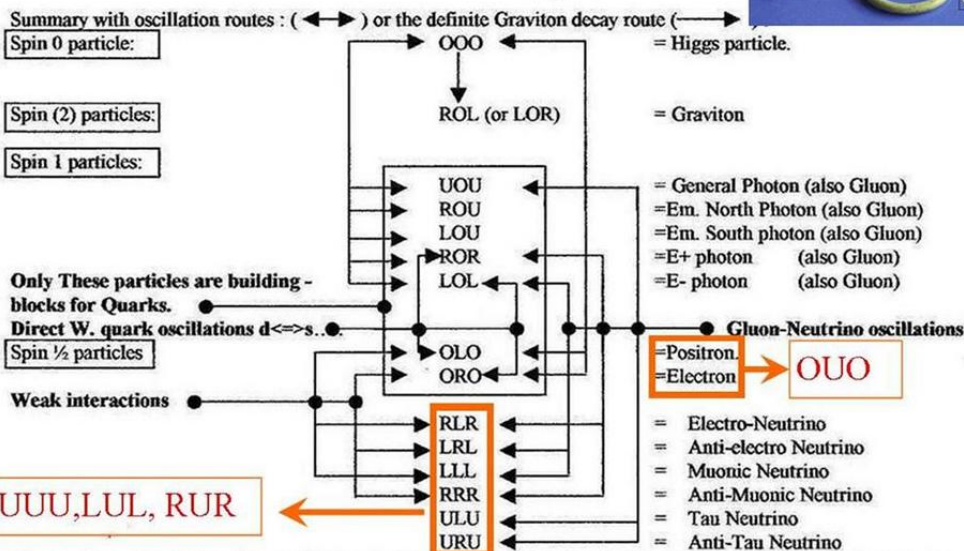 Summary with oscillation routes : ( ) or the definite Graviton decay route ( )
Spin 0 particle: OOO = Higgs particle.
Spin (2) particles: ROL (or LOR) = Graviton
Spin 1 particles:
UOU = General Photon (also Gluon)
ROU =Em. North Photon (also Gluon)
LOU =Em. South photon (also Gluon)
ROR =E+ photon (also Gluon)
Only These particles are building - LOL =E- photon (also Gluon)
blocks for Quarks.
Direct W. quark oscillations d<=>s.... Gluon-Neutrino oscillations
Spin ½ particles OLO =Positron. OUO
ORO =Electron
Weak interactions
RLR = Electro-Neutrino
LRL = Anti-electro Neutrino
LLL = Muonic Neutrino
UUU,LUL, RUR RRR = Anti-Muonic Neutrino
ULU = Tau Neutrino
URU = Anti-Tau Neutrino